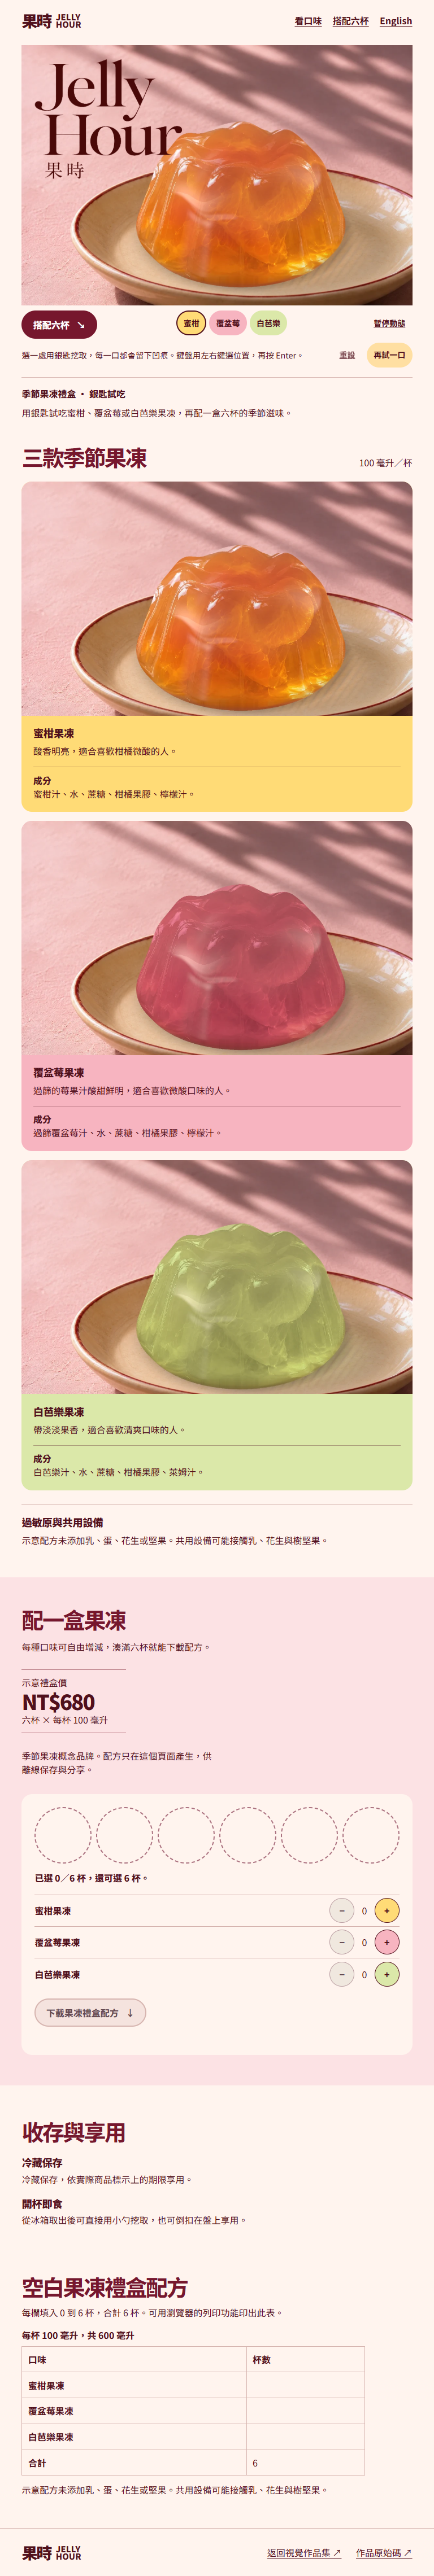 果時 JELLY HOUR
看口味 搭配六杯 English
Jelly
Hour
果時
搭配六杯 ↘
蜜柑 覆盆莓 白芭樂
暫停動態
選一處用銀匙挖取，每一口都會留下凹痕。鍵盤用左右鍵選位置，再按 Enter。
重設 再試一口
季節果凍禮盒 · 銀匙試吃
用銀匙試吃蜜柑、覆盆莓或白芭樂果凍，再配一盒六杯的季節滋味。
三款季節果凍
100 毫升／杯
蜜柑果凍
酸香明亮，適合喜歡柑橘微酸的人。
成分
蜜柑汁、水、蔗糖、柑橘果膠、檸檬汁。
覆盆莓果凍
過篩的莓果汁酸甜鮮明，適合喜歡微酸口味的人。
成分
過篩覆盆莓汁、水、蔗糖、柑橘果膠、檸檬汁。
白芭樂果凍
帶淡淡果香，適合喜歡清爽口味的人。
成分
白芭樂汁、水、蔗糖、柑橘果膠、萊姆汁。
過敏原與共用設備
示意配方未添加乳、蛋、花生或堅果。共用設備可能接觸乳、花生與樹堅果。
配一盒果凍
每種口味可自由增減，湊滿六杯就能下載配方。
示意禮盒價
NT$680
六杯 × 每杯 100 毫升
季節果凍概念品牌。配方只在這個頁面產生，供
離線保存與分享。
已選 0／6 杯，還可選 6 杯。
蜜柑果凍 − 0 +
覆盆莓果凍 − 0 +
白芭樂果凍 − 0 +
下載果凍禮盒配方 ↓
收存與享用
冷藏保存
冷藏保存，依實際商品標示上的期限享用。
開杯即食
從冰箱取出後可直接用小勺挖取，也可倒扣在盤上享用。
空白果凍禮盒配方
每欄填入 0 到 6 杯，合計 6 杯。可用瀏覽器的列印功能印出此表。
每杯 100 毫升，共 600 毫升
口味 杯數
蜜柑果凍
覆盆莓果凍
白芭樂果凍
合計 6
示意配方未添加乳、蛋、花生或堅果。共用設備可能接觸乳、花生與樹堅果。
果時 JELLY HOUR
返回視覺作品集 ↗ 作品原始碼 ↗